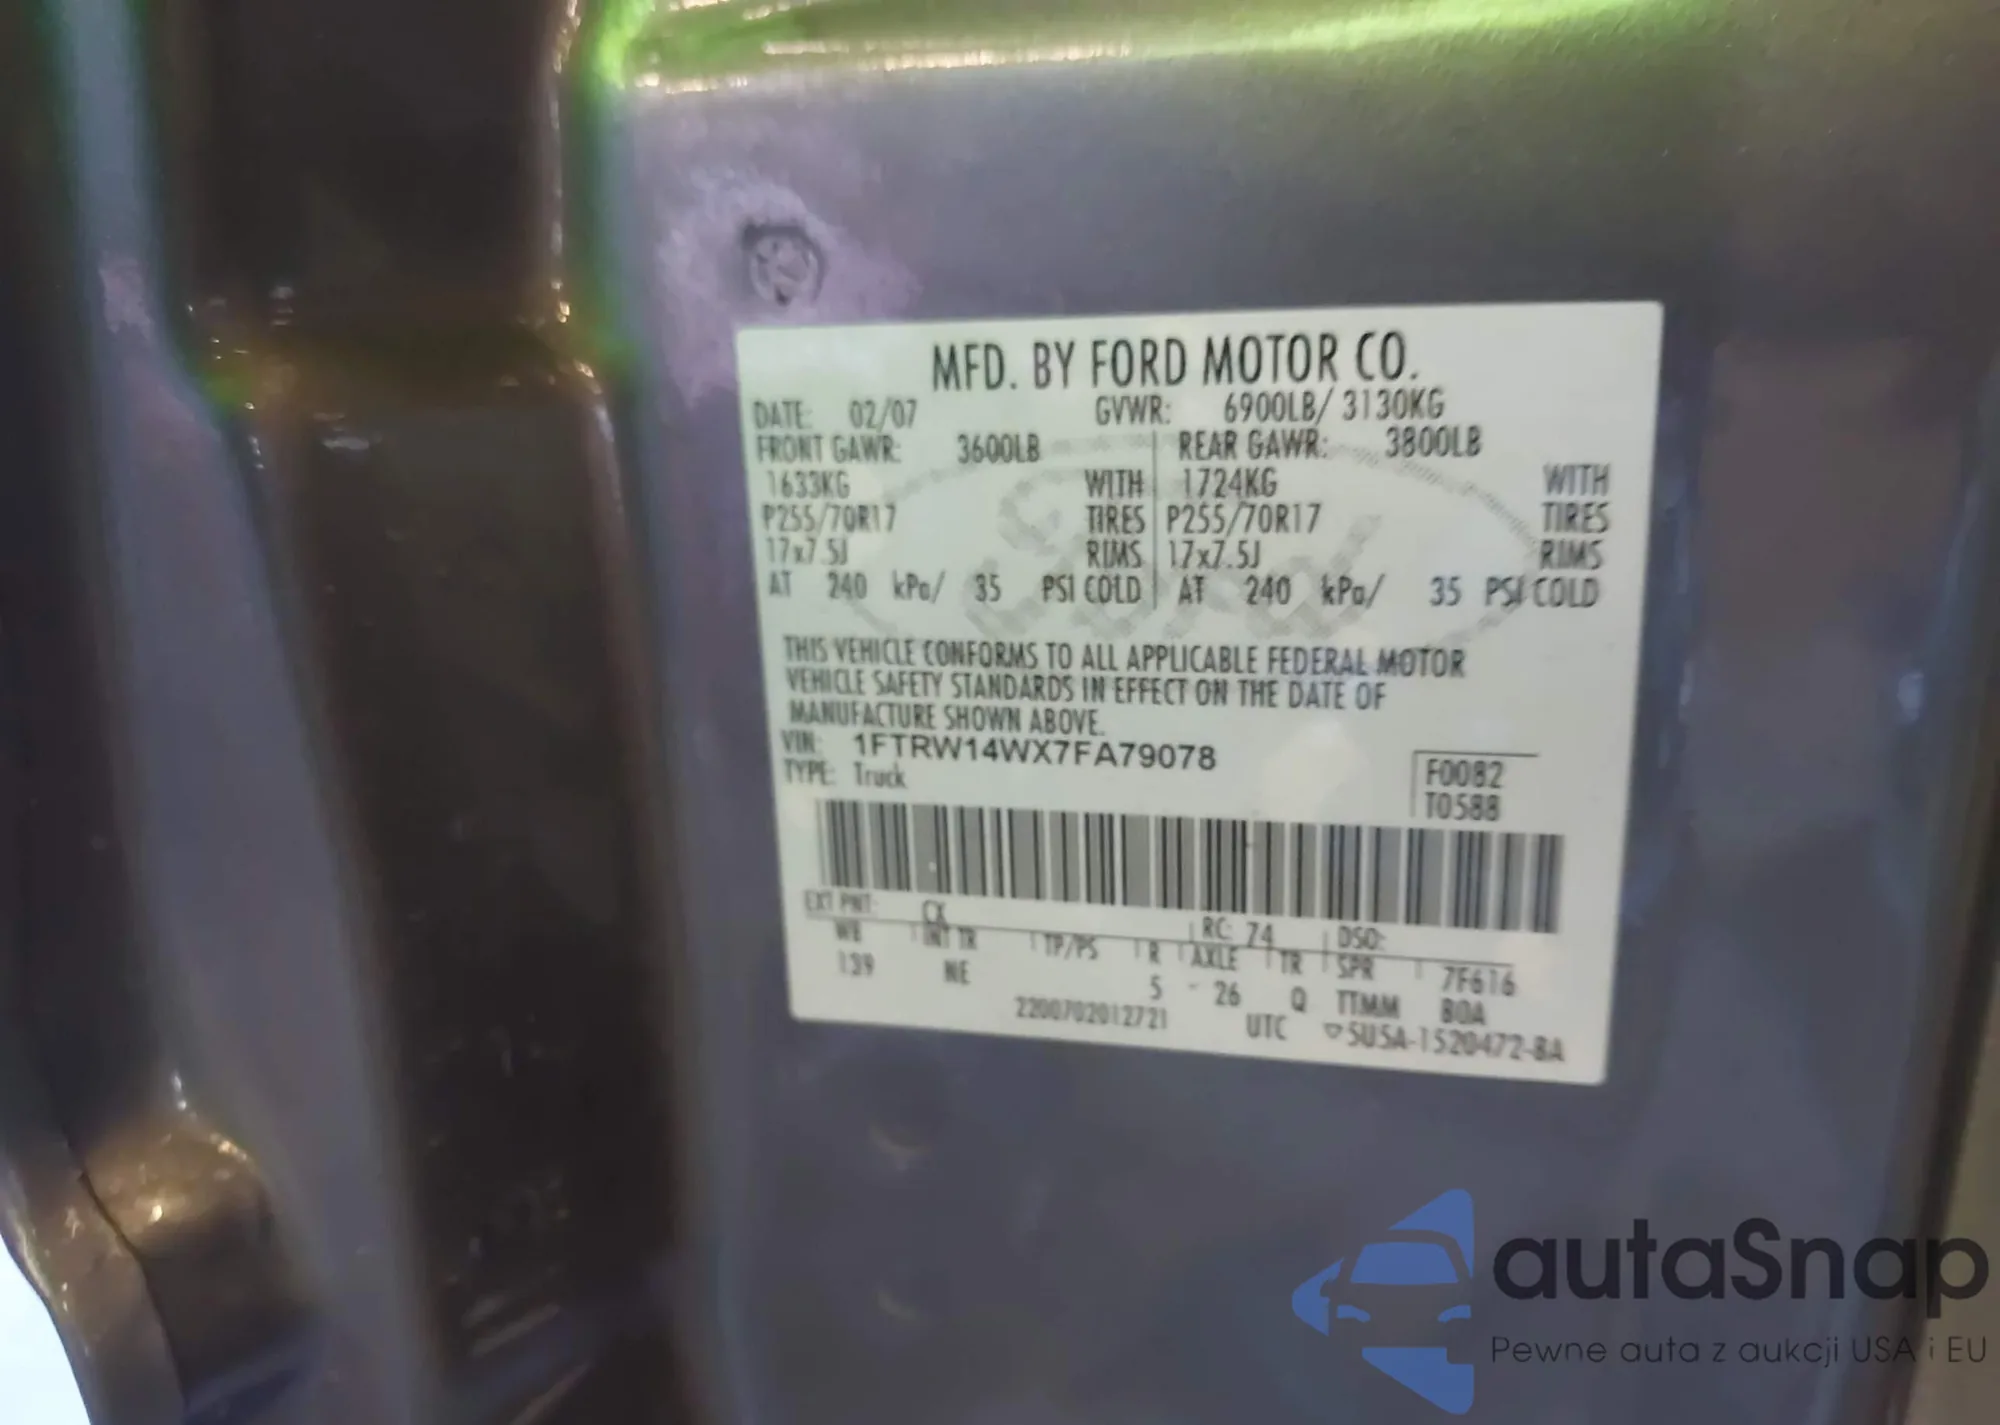 MFD. BY FORD MOTOR CO.
DATE: 02/07 GVWR: 6900LB/ 3130KG
FRONT GAWR: 3600LB REAR GAWR: 3800LB
1633KG WITH 1724KG WITH
P255/70R17 TIRES P255/70R17 TIRES
17x7.5J RIMS 17x7.5J RIMS
AT 240 kPa/ 35 PSI COLD AT 240 kPa/ 35 PSI COLD
THIS VEHICLE CONFORMS TO ALL APPLICABLE FEDERAL MOTOR
VEHICLE SAFETY STANDARDS IN EFFECT ON THE DATE OF
MANUFACTURE SHOWN ABOVE.
VIN: 1FTRW14WX7FA79078
TYPE: Truck
F0082
T0588
EXT PNT: CX RC: 74 DSO:
WB INT TR TP/PS R AXLE TR SPR 7F616
139 NE 5 - 26 Q TTMM BOA
2200702012721 UTC ▽5U5A-1520472-BA
autaSnap
Pewne auta z aukcji USA i EU